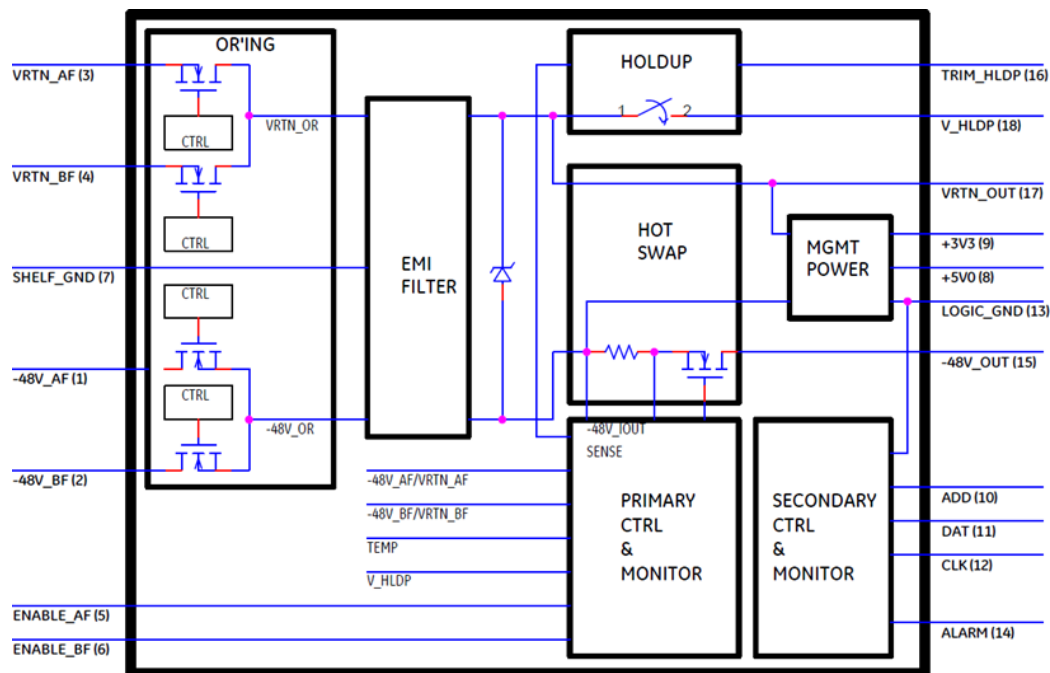 OR'ING
VRTN_AF (3)
CTRL
VRTN_OR
VRTN_BF (4)
CTRL
SHELF_GND (7)
CTRL
-48V_AF (1)
CTRL
-48V_OR
-48V_BF (2)
EMI
FILTER
HOLDUP
1 2
TRIM_HLDP (16)
V_HLDP (18)
HOT
SWAP
VRTN_OUT (17)
MGMT
POWER
+3V3 (9)
+5V0 (8)
LOGIC_GND (13)
-48V_OUT (15)
-48V_IOUT
SENSE
-48V_AF/VRTN_AF
-48V_BF/VRTN_BF
TEMP
V_HLDP
PRIMARY
CTRL
&
MONITOR
SECONDARY
CTRL
&
MONITOR
ADD (10)
DAT (11)
CLK (12)
ALARM (14)
ENABLE_AF (5)
ENABLE_BF (6)